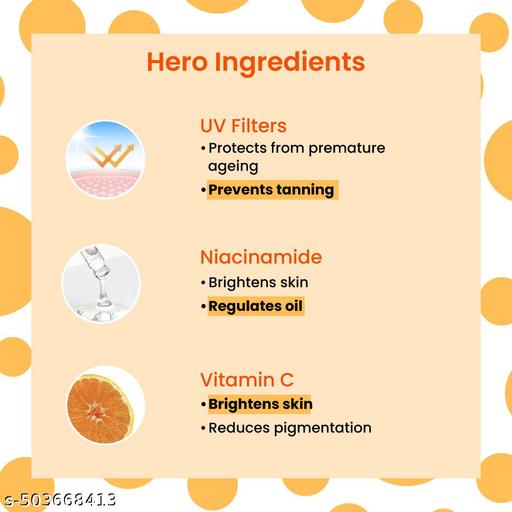 Hero Ingredients
UV Filters
• Protects from premature
ageing
• Prevents tanning
Niacinamide
• Brightens skin
• Regulates oil
Vitamin C
• Brightens skin
• Reduces pigmentation
s-503668413